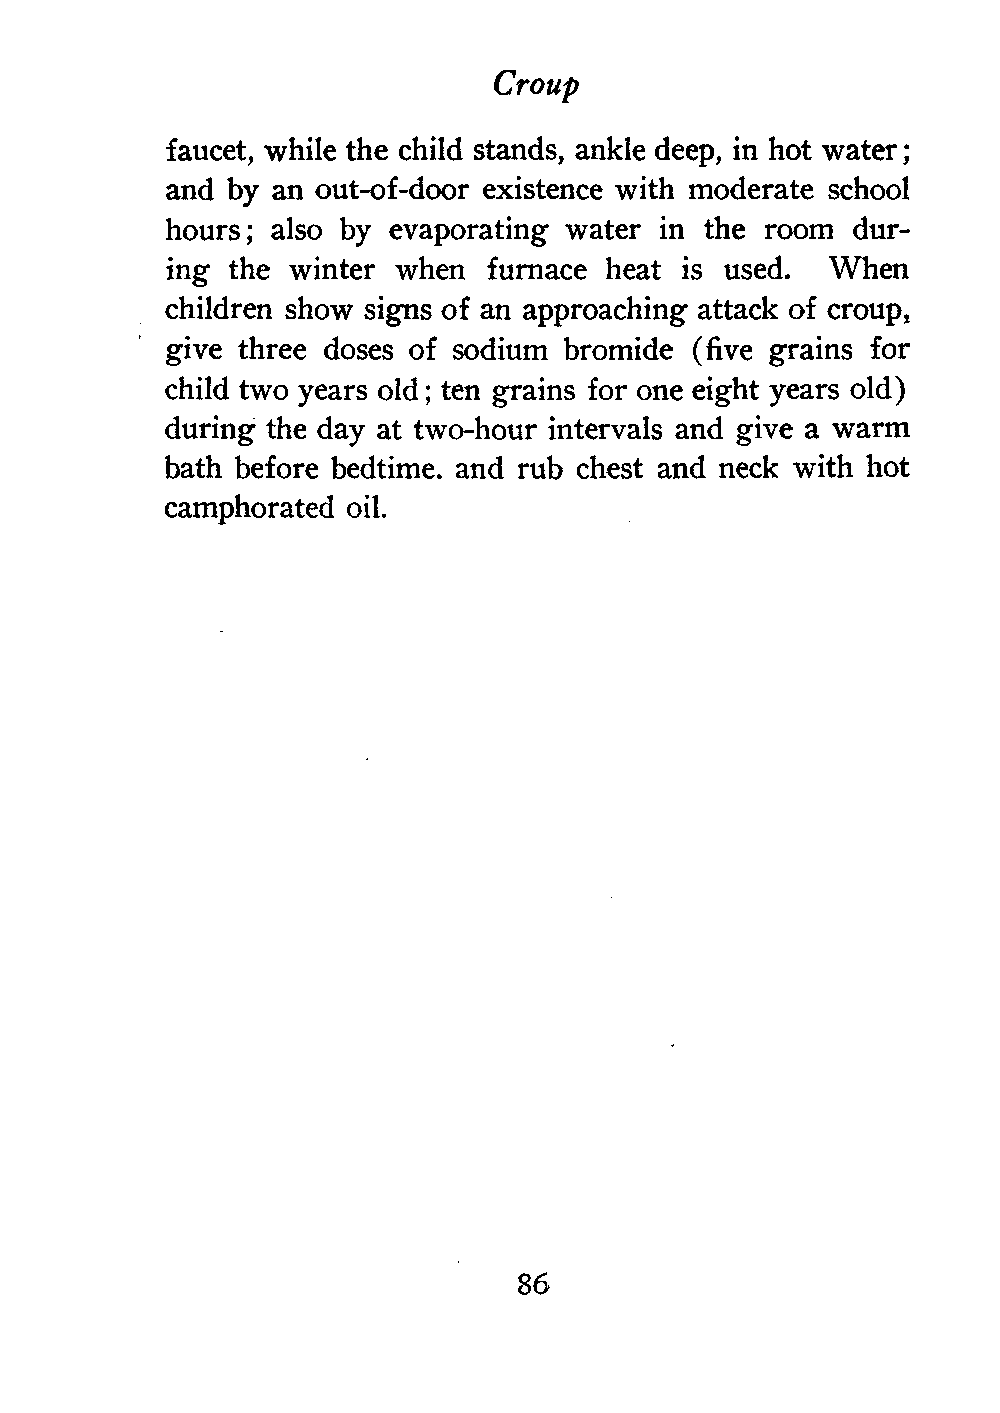 Croup
faucet, while the child stands, ankle deep, in hot water;
and by an out-of-door existence with moderate school
hours; also by evaporating water in the room dur-
ing the winter when furnace heat is used. When
children show signs of an approaching attack of croup,
give three doses of sodium bromide (five grains for
child two years old; ten grains for one eight years old)
during the day at two-hour intervals and give a warm
bath before bedtime. and rub chest and neck with hot
camphorated oil.
86